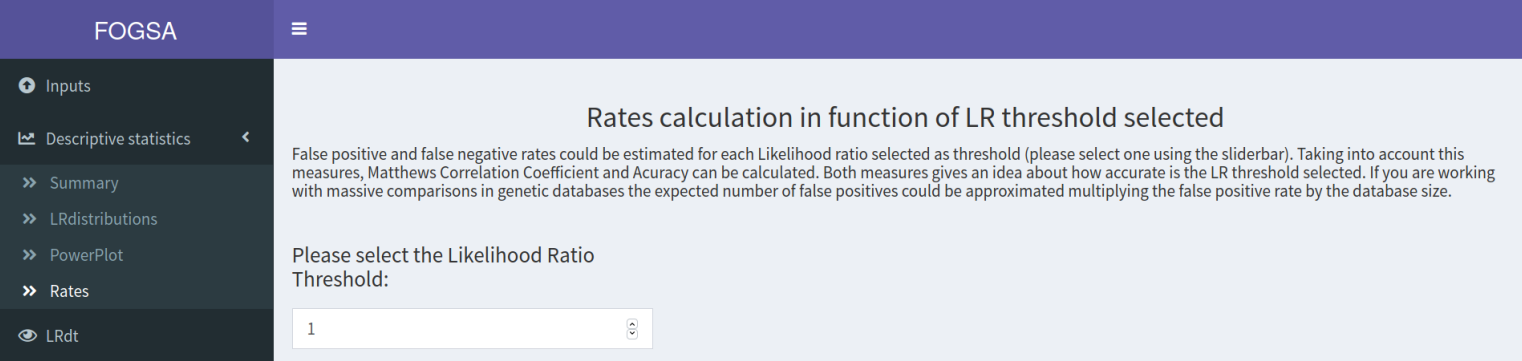 FOGSA
Inputs
Descriptive statistics
Summary
LRdistributions
PowerPlot
Rates
LRdt
Rates calculation in function of LR threshold selected
False positive and false negative rates could be estimated for each Likelihood ratio selected as threshold (please select one using the sliderbar). Taking into account this
measures, Matthews Correlation Coefficient and Acuracy can be calculated. Both measures gives an idea about how accurate is the LR threshold selected. If you are working
with massive comparisons in genetic databases the expected number of false positives could be approximated multiplying the false positive rate by the database size.
Please select the Likelihood Ratio
Threshold:
1